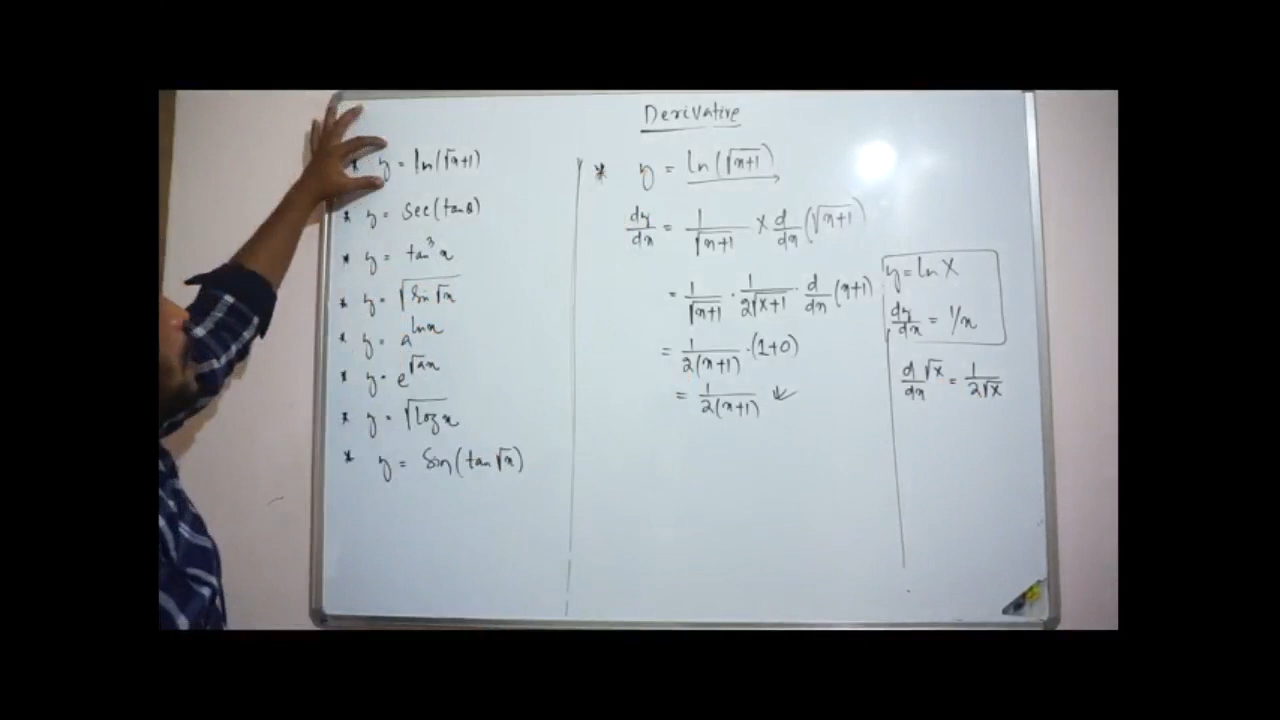 Derivative
* y = ln(√x+1)
* y = sec(tanθ)
* y = tan³x
* y = √sin√x
* y = a^lnx
* y = e^√ax
* y = √logx
* y = sin(tan√x)
* y = ln(√x+1)
dy/dx = 1/√x+1 × d/dx(√x+1)
= 1/√x+1 · 1/2√x+1 · d/dx(x+1)
= 1/2(x+1) · (1+0)
= 1/2(x+1)
y = ln x
dy/dx = 1/x
d/dx √x = 1/2√x